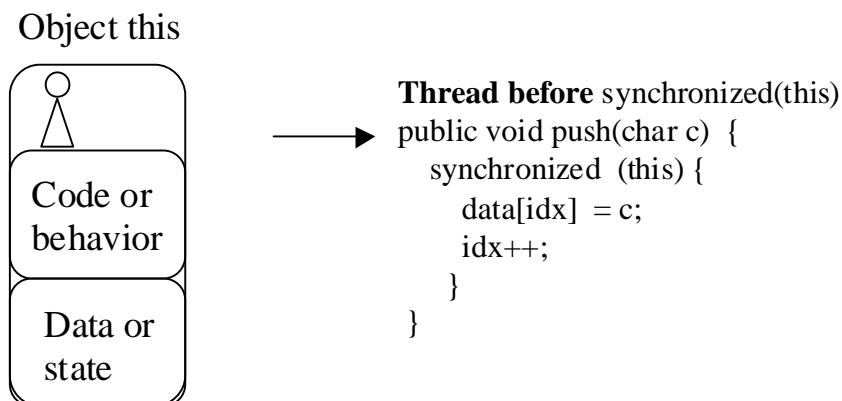 Object this
Code or
behavior
Data or
state
Thread before synchronized(this)
public void push(char c) {
synchronized (this) {
data[idx] = c;
idx++;
}
}